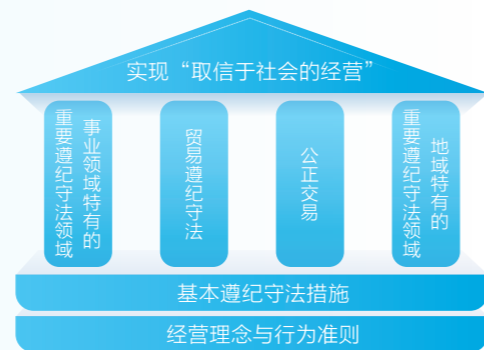 实现“取信于社会的经营”
事业领域特有的
重要遵纪守法领域
贸易遵纪守法
公正交易
地域特有的
重要遵纪守法领域
基本遵纪守法措施
经营理念与行为准则